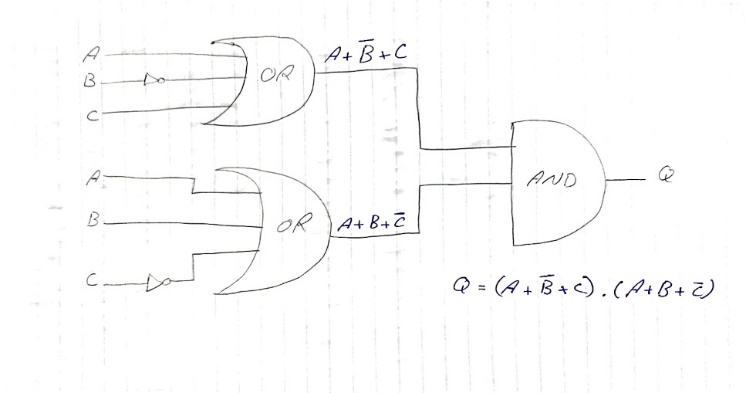 A
B
C
OR
A+B̅+C
A
B
C
OR
A+B+C̅
AND
Q
Q = (A+B̅+C).(A+B+C̅)